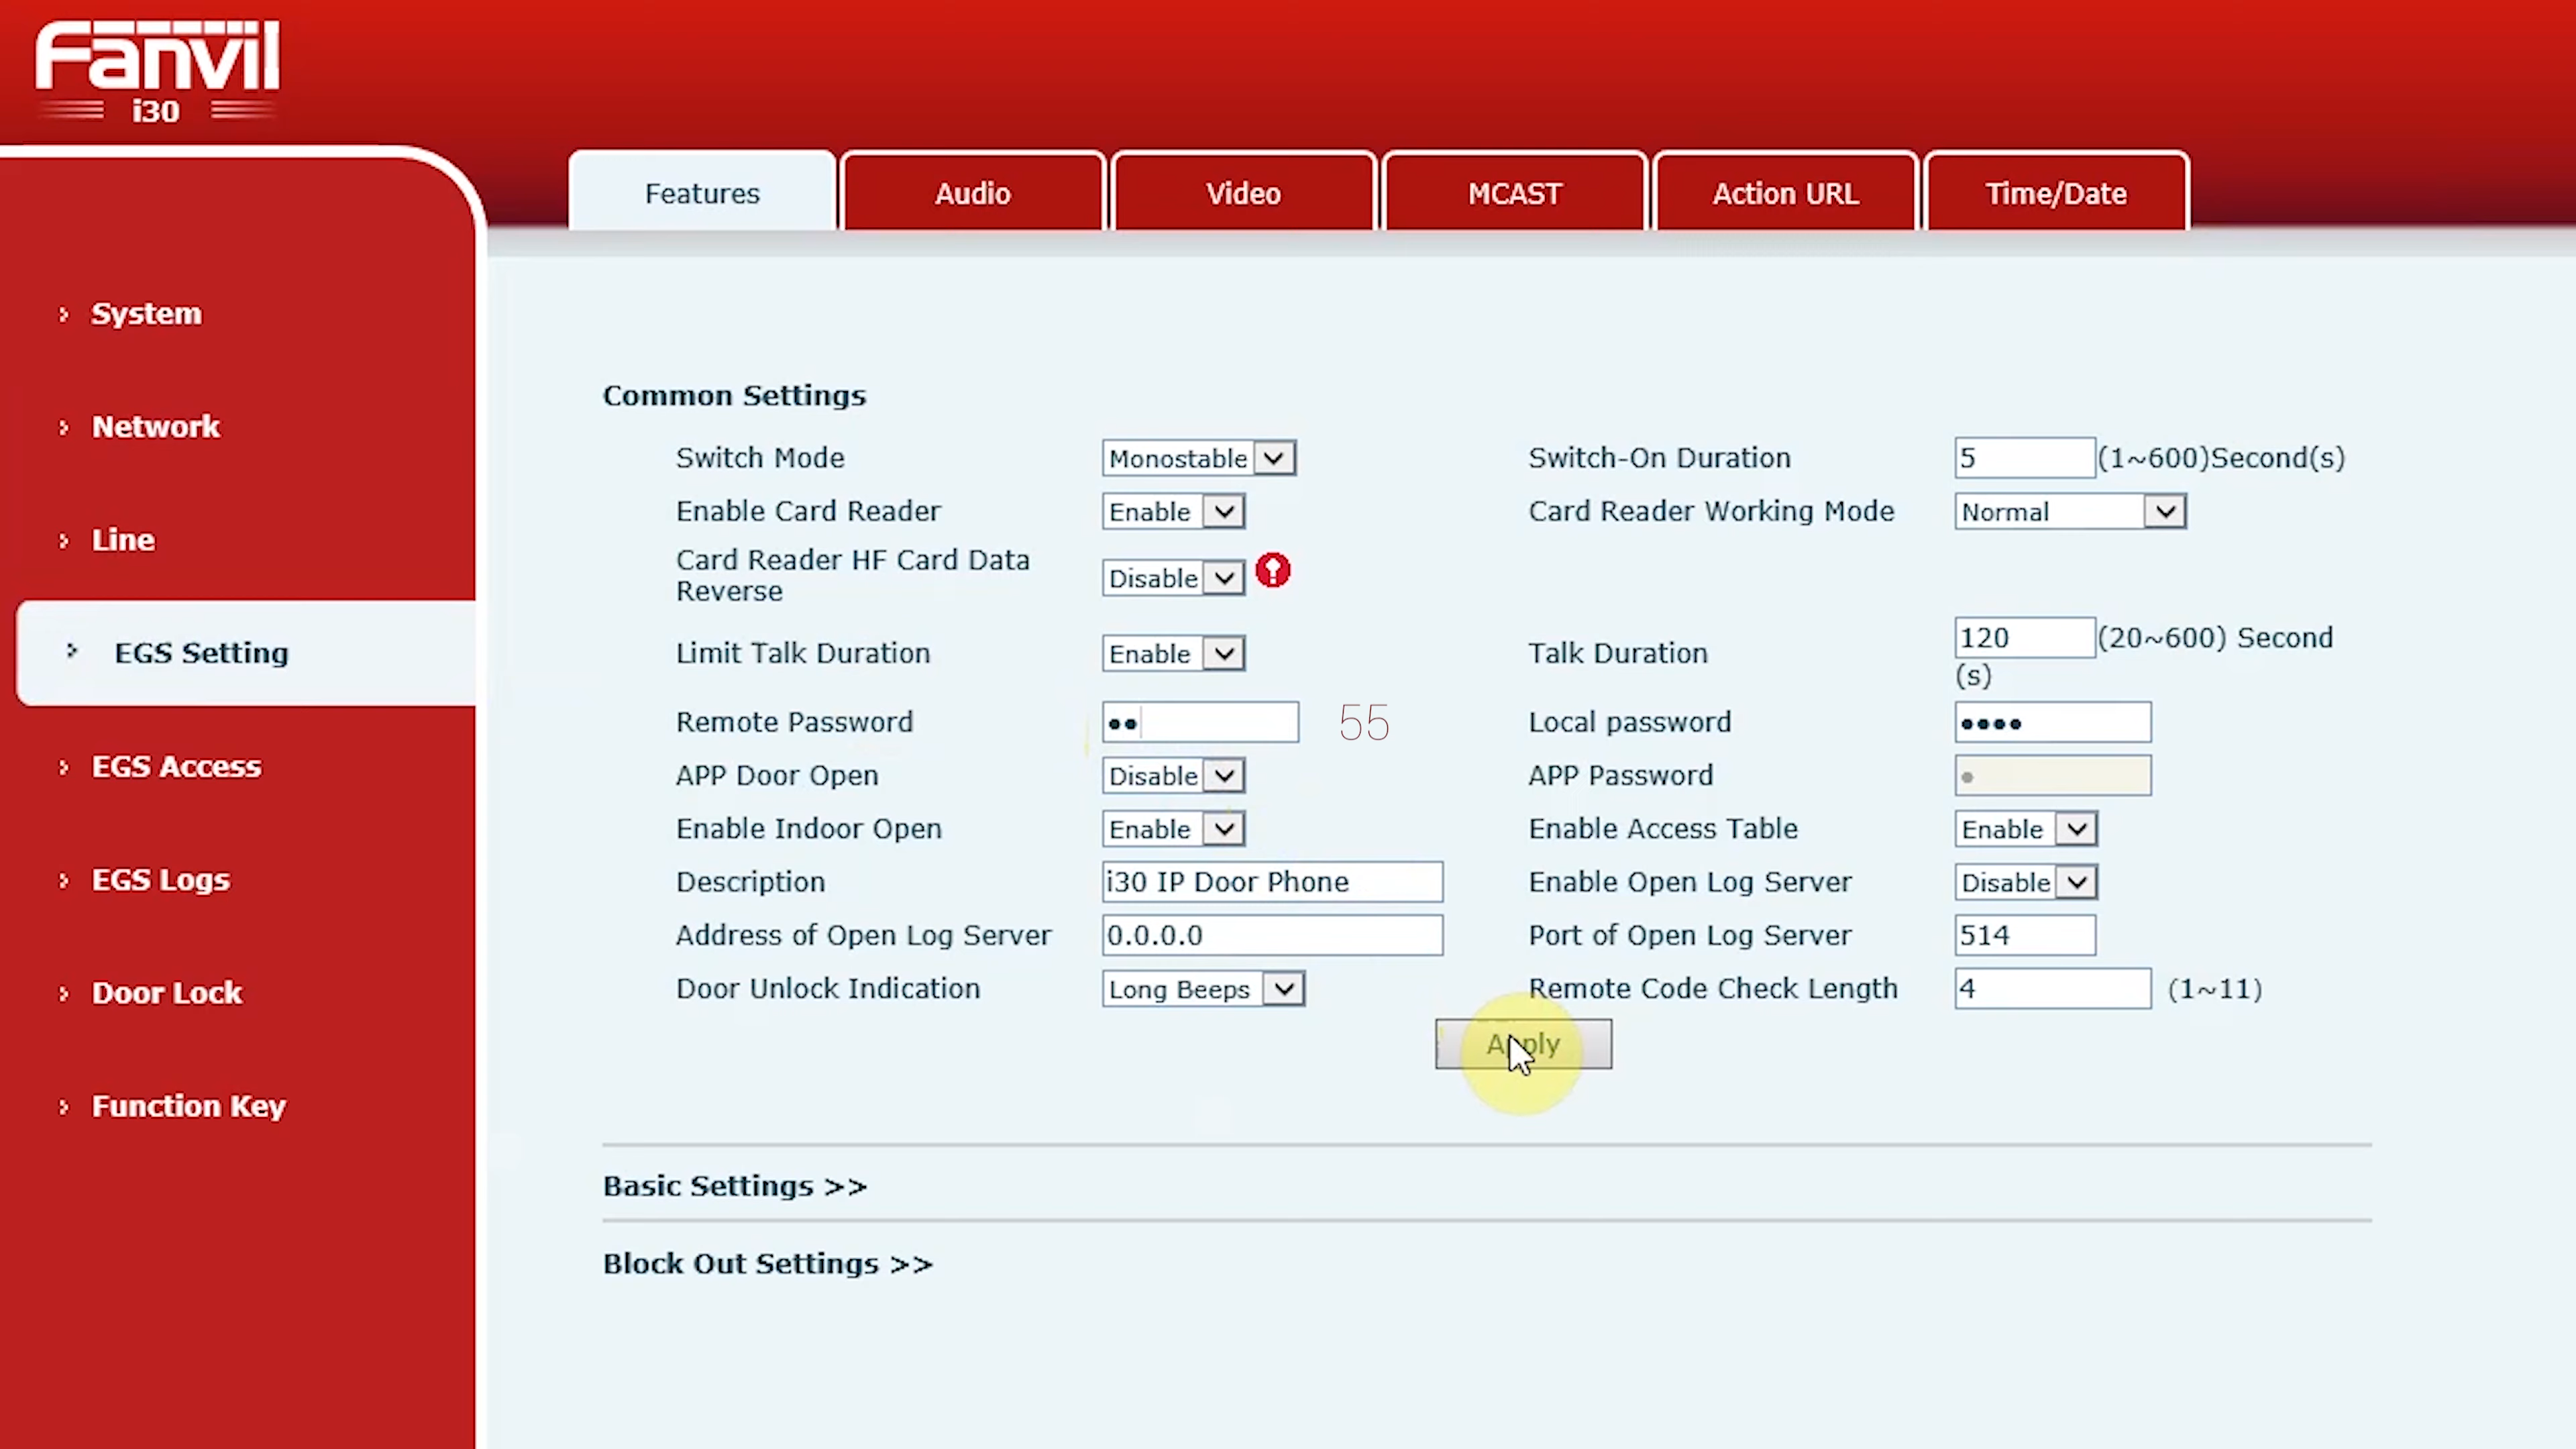 Fanvil
i30
Features
Audio
Video
MCAST
Action URL
Time/Date
System
Network
Line
EGS Setting
EGS Access
EGS Logs
Door Lock
Function Key
Common Settings
Switch Mode Monostable Switch-On Duration 5 (1~600)Second(s)
Enable Card Reader Enable Card Reader Working Mode Normal
Card Reader HF Card Data
Reverse Disable
Limit Talk Duration Enable Talk Duration 120 (20~600) Second
(s)
Remote Password •• 55 Local password ••••
APP Door Open Disable APP Password •
Enable Indoor Open Enable Enable Access Table Enable
Description i30 IP Door Phone Enable Open Log Server Disable
Address of Open Log Server 0.0.0.0 Port of Open Log Server 514
Door Unlock Indication Long Beeps Remote Code Check Length 4 (1~11)
Apply
Basic Settings >>
Block Out Settings >>